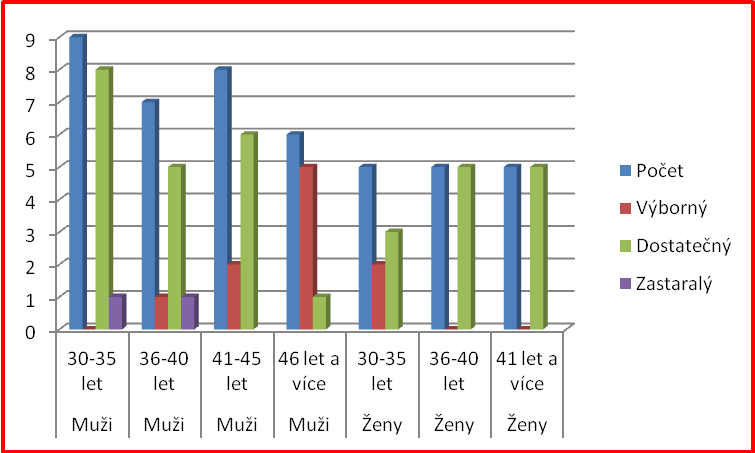 9
8
7
6
5
4
3
2
1
0
30-35 let
36-40 let
41-45 let
46 let a více
30-35 let
36-40 let
41 let a více
Muži
Muži
Muži
Muži
Ženy
Ženy
Ženy
Počet
Výborný
Dostatečný
Zastaralý